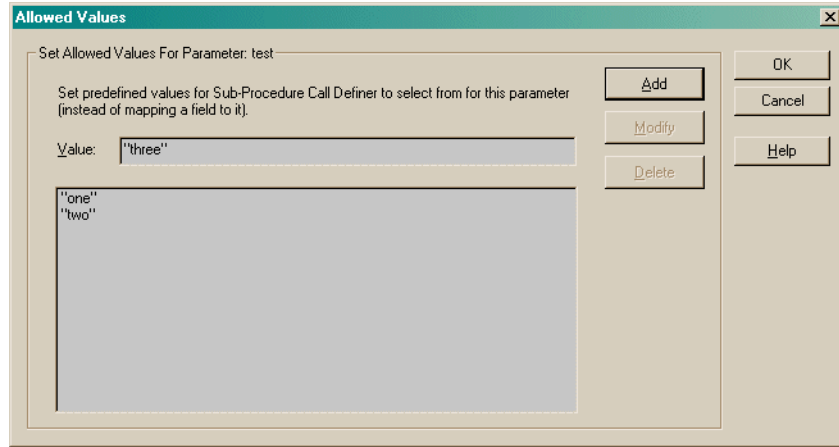 Allowed Values
Set Allowed Values For Parameter: test
Set predefined values for Sub-Procedure Call Definer to select from for this parameter
(instead of mapping a field to it).
Value: "three"
"one"
"two"
Add
Modify
Delete
OK
Cancel
Help